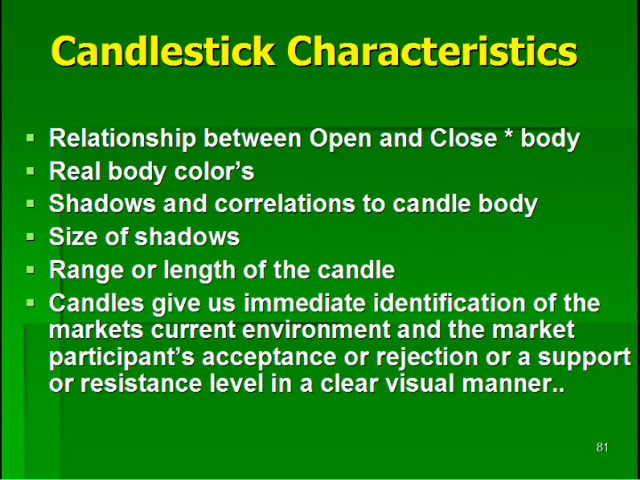 Candlestick Characteristics
▪ Relationship between Open and Close * body
▪ Real body color’s
▪ Shadows and correlations to candle body
▪ Size of shadows
▪ Range or length of the candle
▪ Candles give us immediate identification of the
markets current environment and the market
participant’s acceptance or rejection or a support
or resistance level in a clear visual manner..
81